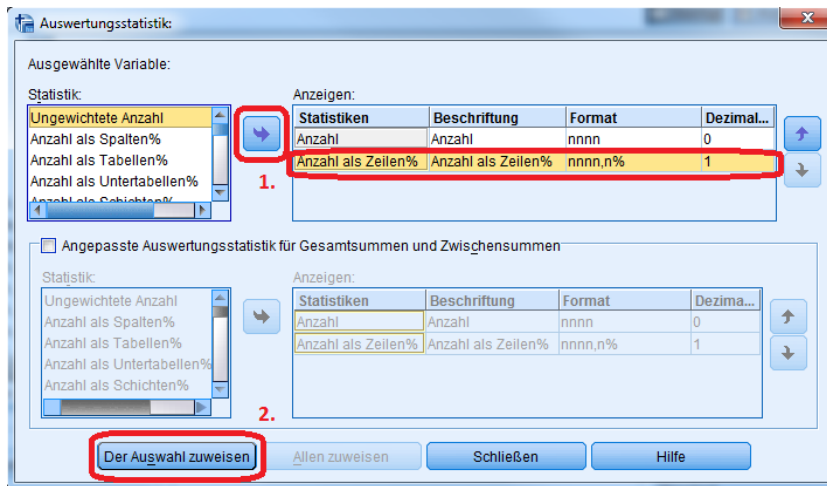 Auswertungsstatistik:
Ausgewählte Variable:
Statistik:
Anzeigen:
Ungewichtete Anzahl
Anzahl als Spalten%
Anzahl als Tabellen%
Anzahl als Untertabellen%
Anzahl als Schichten%
1.
Statistiken Beschriftung Format Dezimal...
Anzahl Anzahl nnnn 0
Anzahl als Zeilen% Anzahl als Zeilen% nnnn,n% 1
Angepasste Auswertungsstatistik für Gesamtsummen und Zwischensummen
Statistik:
Anzeigen:
Ungewichtete Anzahl
Anzahl als Spalten%
Anzahl als Tabellen%
Anzahl als Untertabellen%
Anzahl als Schichten%
Statistiken Beschriftung Format Dezima...
Anzahl Anzahl nnnn 0
Anzahl als Zeilen% Anzahl als Zeilen% nnnn,n% 1
2.
Der Auswahl zuweisen Allen zuweisen Schließen Hilfe